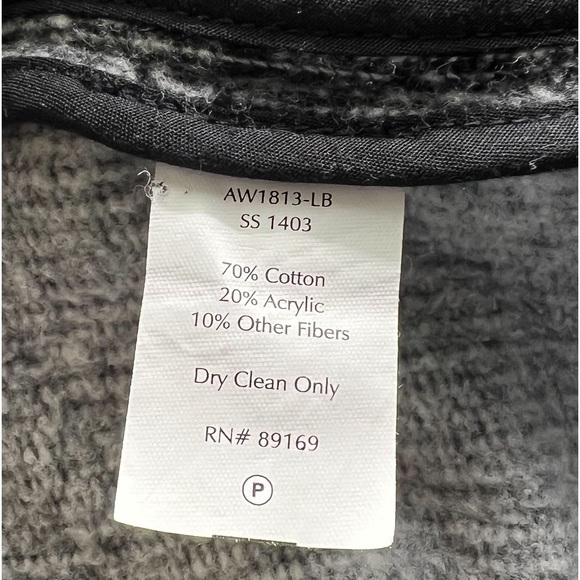 AW1813-LB
SS 1403
70% Cotton
20% Acrylic
10% Other Fibers
Dry Clean Only
RN# 89169
P